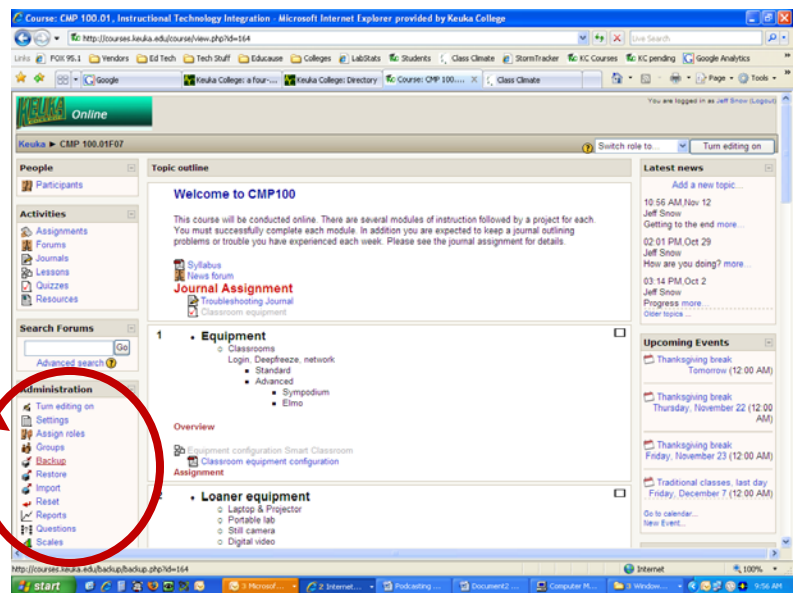 Course: CMP 100.01, Instructional Technology Integration - Microsoft Internet Explorer provided by Keuka College
http://courses.keuka.edu/course/view.php?id=164
Live Search
Links FOX 95.1 Vendors Ed Tech Tech Stuff Educause Colleges LabStats Students Class Climate StormTracker KC Courses KC pending Google Analytics
Google Keuka College: a four-... Keuka College: Directory Course: CMP 100.... Class Climate Page Tools
KEUKA Online
You are logged in as Jeff Snow (Logout)
Keuka ► CMP 100.01F07
Switch role to...
Turn editing on
People
Participants
Activities
Assignments
Forums
Journals
Lessons
Quizzes
Resources
Search Forums
Go
Advanced search
Administration
Turn editing on
Settings
Assign roles
Groups
Backup
Restore
Import
Reset
Reports
Questions
Scales
Topic outline
Welcome to CMP100
This course will be conducted online. There are several modules of instruction followed by a project for each.
You must successfully complete each module. In addition you are expected to keep a journal outlining
problems or trouble you have experienced each week. Please see the journal assignment for details.
Syllabus
News forum
Journal Assignment
Troubleshooting Journal
Classroom equipment
1
• Equipment
Classrooms
Login, Deepfreeze, network
Standard
Advanced
Sympodium
Elmo
Overview
Equipment configuration Smart Classroom
Classroom equipment configuration
Assignment
• Loaner equipment
Laptop & Projector
Portable lab
Still camera
Digital video
Latest news
Add a new topic...
10:56 AM, Nov 12
Jeff Snow
Getting to the end more...
02:01 PM, Oct 29
Jeff Snow
How are you doing? more...
03:14 PM, Oct 2
Jeff Snow
Progress more...
Older topics ...
Upcoming Events
Thanksgiving break
Tomorrow (12:00 AM)
Thanksgiving break
Thursday, November 22 (12:00
AM)
Thanksgiving break
Friday, November 23 (12:00 AM)
Traditional classes, last day
Friday, December 7 (12:00 AM)
Go to calendar...
New Event...
http://courses.keuka.edu/backup/backup.php?id=164
Internet
100%
start
3 Microsof...
2 Internet...
Podcasting ...
Document2 ...
Computer M...
3 Window...
9:56 AM